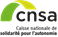 cnsa
Caisse nationale de
solidarité pour l'autonomie